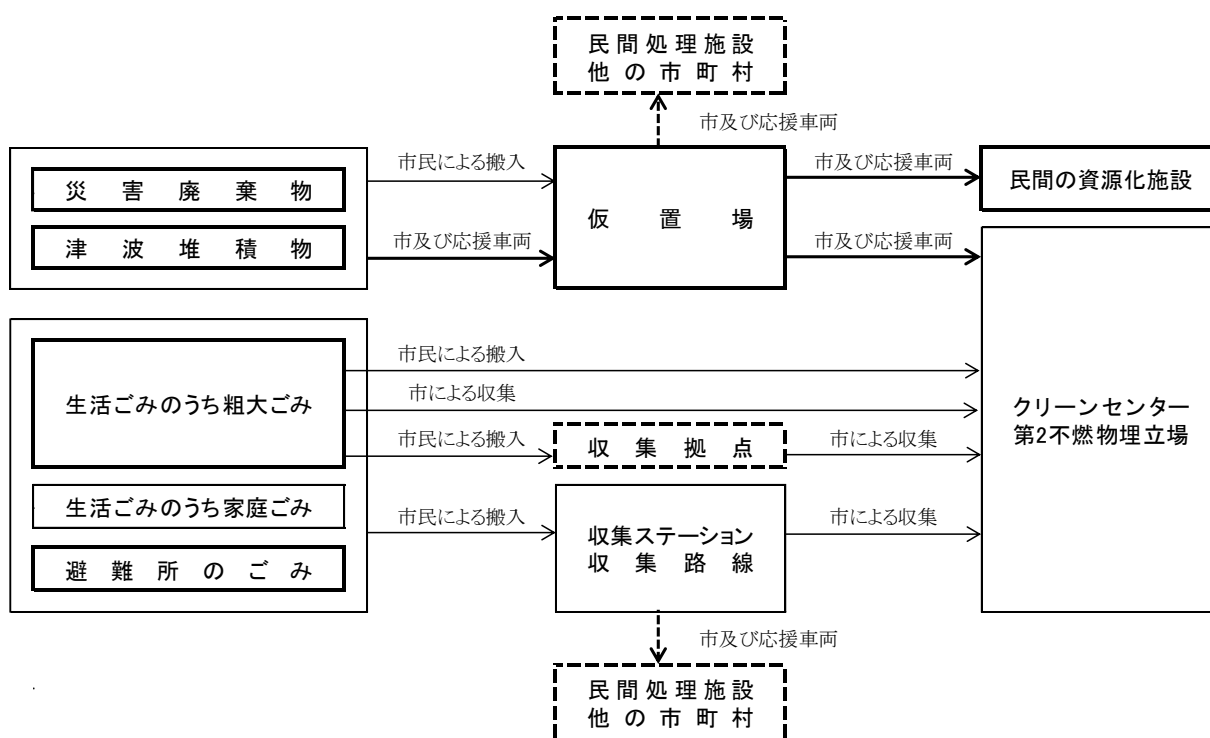 民間処理施設
他の市町村
市及び応援車両
市民による搬入
市及び応援車両
災害廃棄物
仮置場
民間の資源化施設
津波堆積物
市及び応援車両
市及び応援車両
市民による搬入
生活ごみのうち粗大ごみ
市による収集
クリーンセンター
第2不燃物埋立場
市民による搬入
収集拠点
市による収集
生活ごみのうち家庭ごみ
市民による搬入
収集ステーション
収集路線
市による収集
避難所のごみ
市及び応援車両
民間処理施設
他の市町村